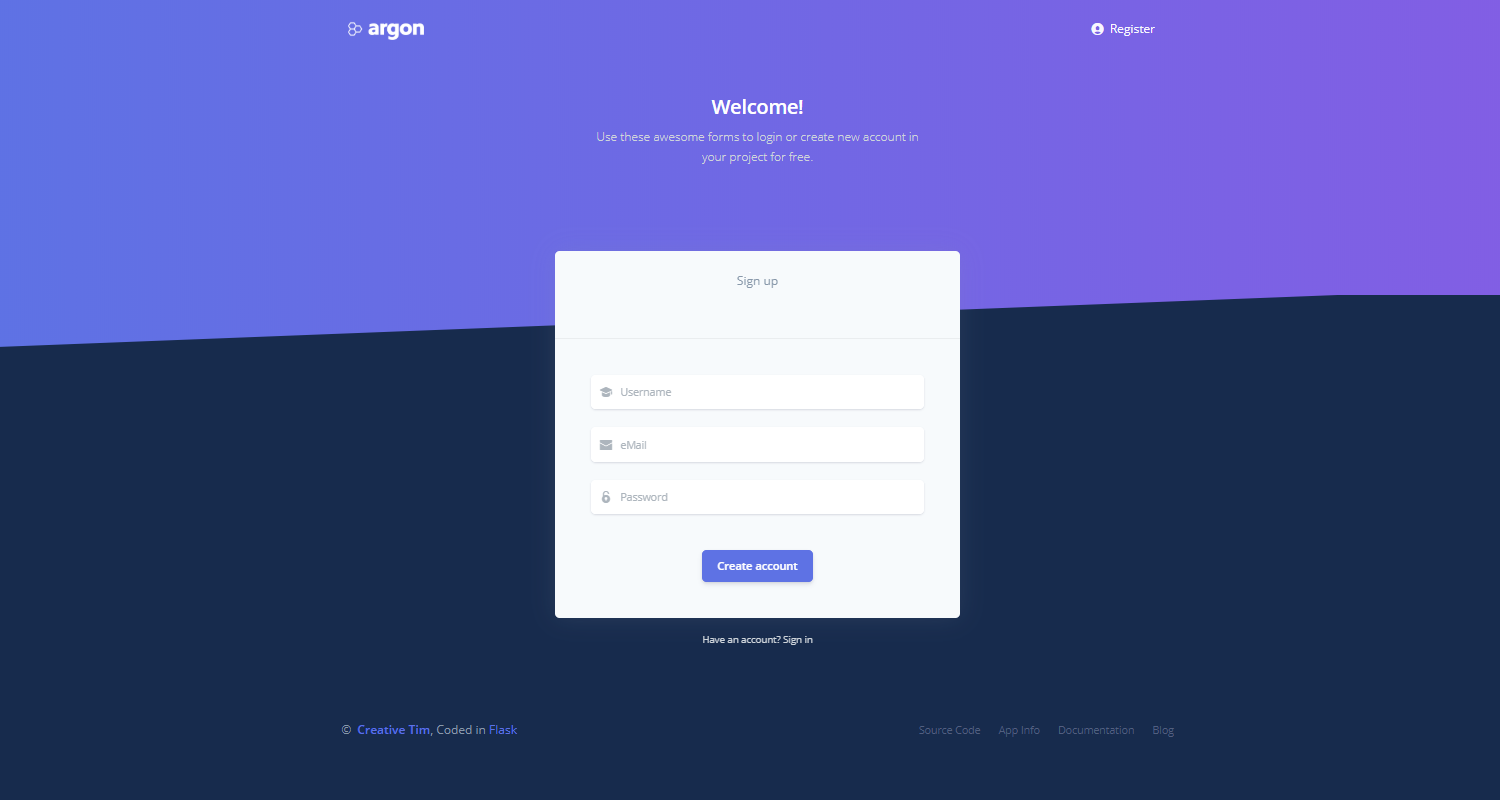 argon
Register
Welcome!
Use these awesome forms to login or create new account in
your project for free.
Sign up
Username
eMail
Password
Create account
Have an account? Sign in
© Creative Tim, Coded in Flask
Source Code
App Info
Documentation
Blog